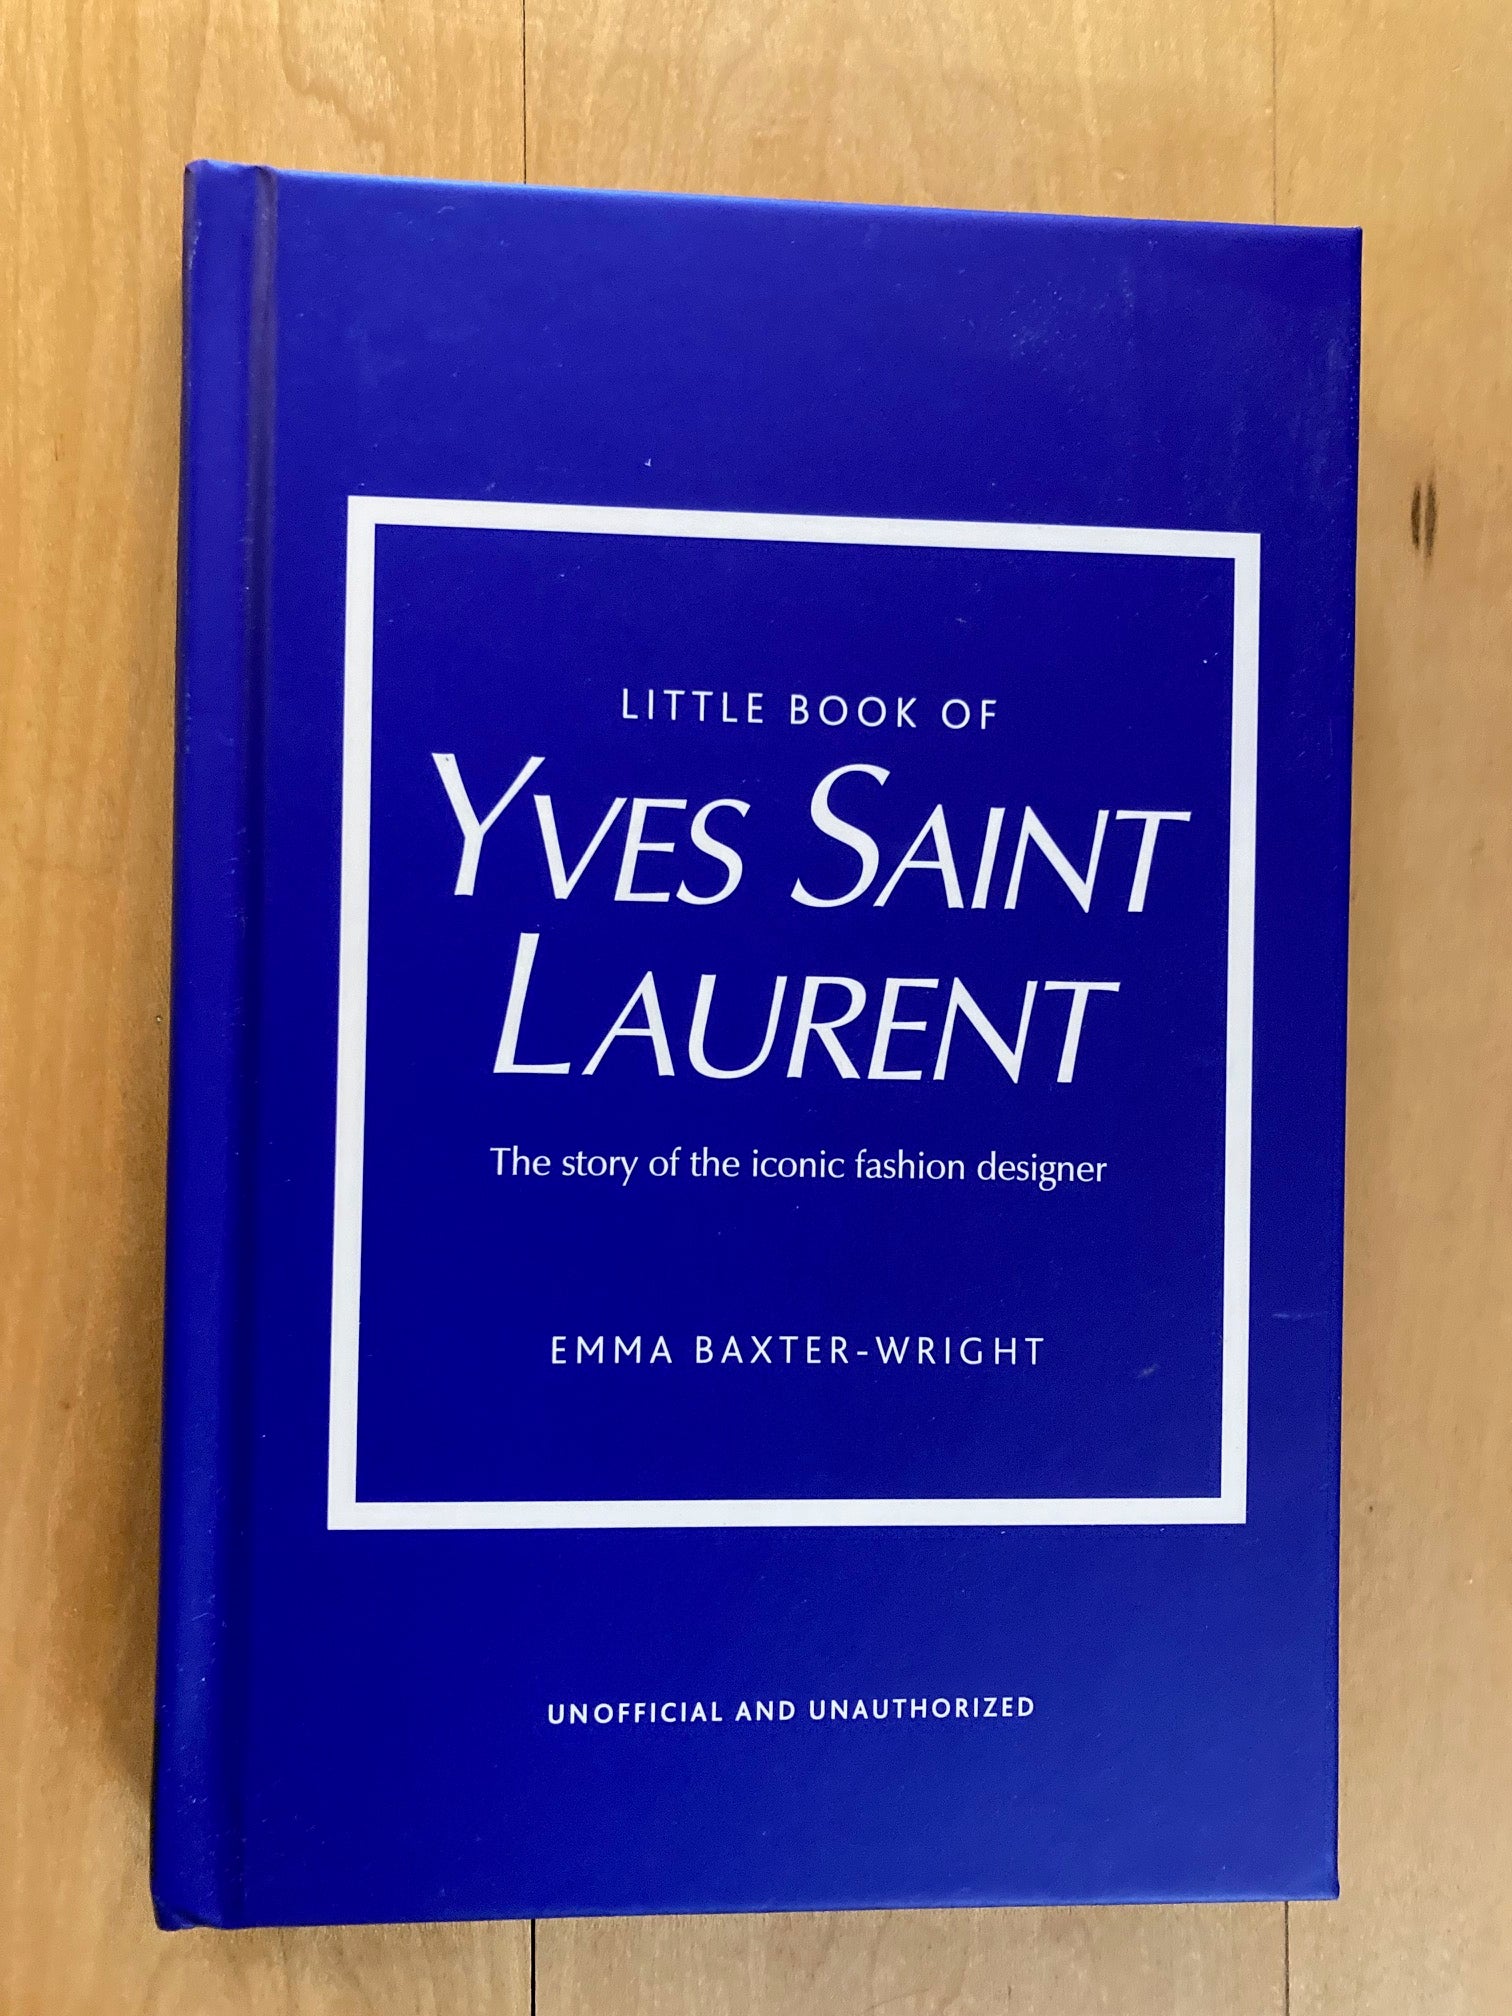 LITTLE BOOK OF
YVES SAINT
LAURENT
The story of the iconic fashion designer
EMMA BAXTER-WRIGHT
UNOFFICIAL AND UNAUTHORIZED